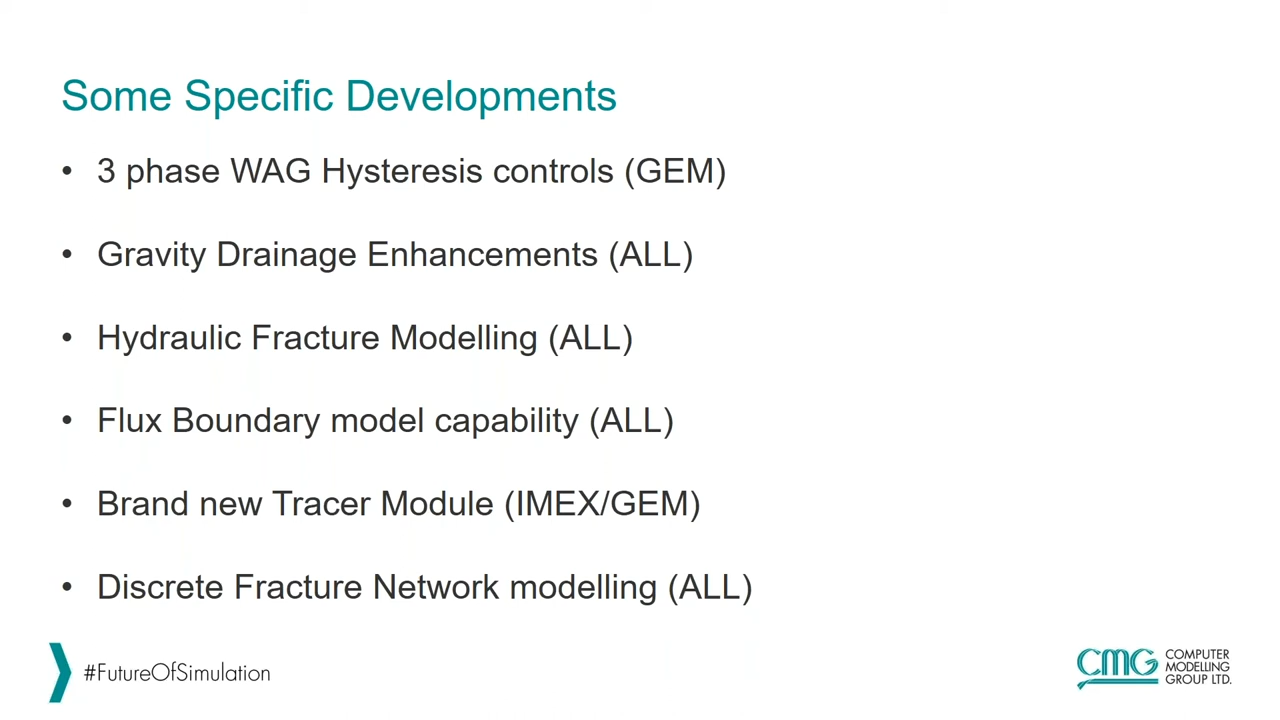 Some Specific Developments
• 3 phase WAG Hysteresis controls (GEM)
• Gravity Drainage Enhancements (ALL)
• Hydraulic Fracture Modelling (ALL)
• Flux Boundary model capability (ALL)
• Brand new Tracer Module (IMEX/GEM)
• Discrete Fracture Network modelling (ALL)
#FutureOfSimulation
CMG
COMPUTER
MODELLING
GROUP LTD.